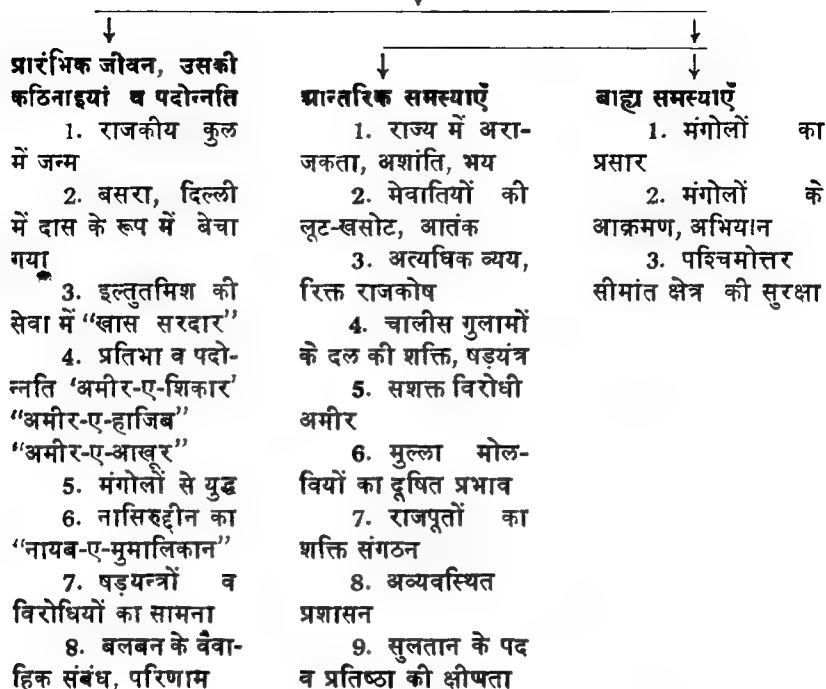 प्रारंभिक जीवन, उसकी
कठिनाइयां व पदोन्नति
1. राजकीय कुल
में जन्म
2. बसरा, दिल्ली
में दास के रूप में बेचा
गया
3. इल्तुतमिश की
सेवा में “खास सरदार”
4. प्रतिभा व पदो-
न्नति ‘अमीर-ए-शिकार’
“अमीर-ए-हाजिब”
“अमीर-ए-आखूर”
5. मंगोलों से युद्ध
6. नासिरुद्दीन का
“नायब-ए-मुमालिकान”
7. षड़यन्त्रों व
विरोधियों का सामना
8. बलबन के वैवा-
हिक संबंध, परिणाम
आन्तरिक समस्याएँ
1. राज्य में अरा-
जकता, अशांति, भय
2. मेवातियों की
लूट-खसोट, आतंक
3. अत्यधिक व्यय,
रिक्त राजकोष
4. चालीस गुलामों
के दल की शक्ति, षड़यंत्र
5. सशक्त विरोधी
अमीर
6. मुल्ला मोल-
वियों का दूषित प्रभाव
7. राजपूतों का
शक्ति संगठन
8. अव्यवस्थित
प्रशासन
9. सुलतान के पद
व प्रतिष्ठा की क्षीणता
बाह्य समस्याएँ
1. मंगोलों का
प्रसार
2. मंगोलों के
आक्रमण, अभियान
3. पश्चिमोत्तर
सीमांत क्षेत्र की सुरक्षा